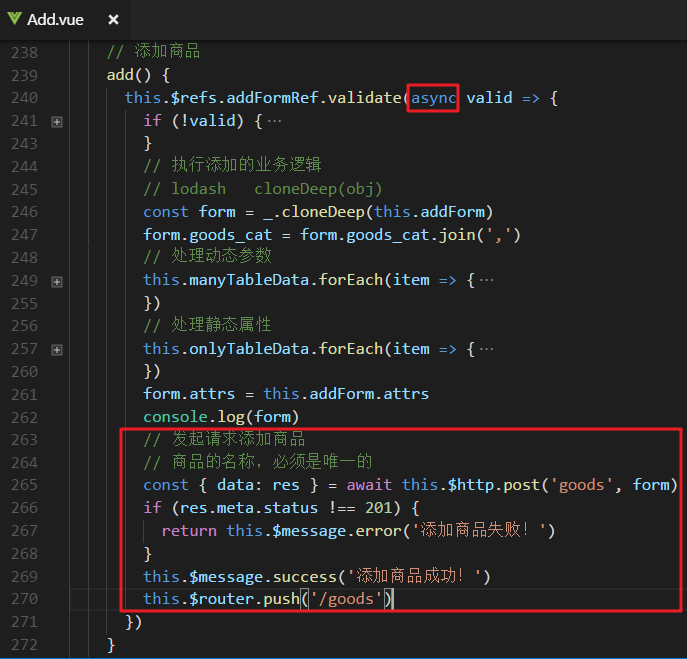 Add.vue ×
238 // 添加商品
239 add() {
240 this.$refs.addFormRef.validate(async valid => {
241 if (!valid) {…
243 }
244 // 执行添加的业务逻辑
245 // lodash   cloneDeep(obj)
246 const form = _.cloneDeep(this.addForm)
247 form.goods_cat = form.goods_cat.join(',')
248 // 处理动态参数
249 this.manyTableData.forEach(item => {…
255 })
256 // 处理静态属性
257 this.onlyTableData.forEach(item => {…
260 })
261 form.attrs = this.addForm.attrs
262 console.log(form)
263 // 发起请求添加商品
264 // 商品的名称，必须是唯一的
265 const { data: res } = await this.$http.post('goods', form)
266 if (res.meta.status !== 201) {
267 return this.$message.error('添加商品失败！')
268 }
269 this.$message.success('添加商品成功！')
270 this.$router.push('/goods')
271 })
272 }